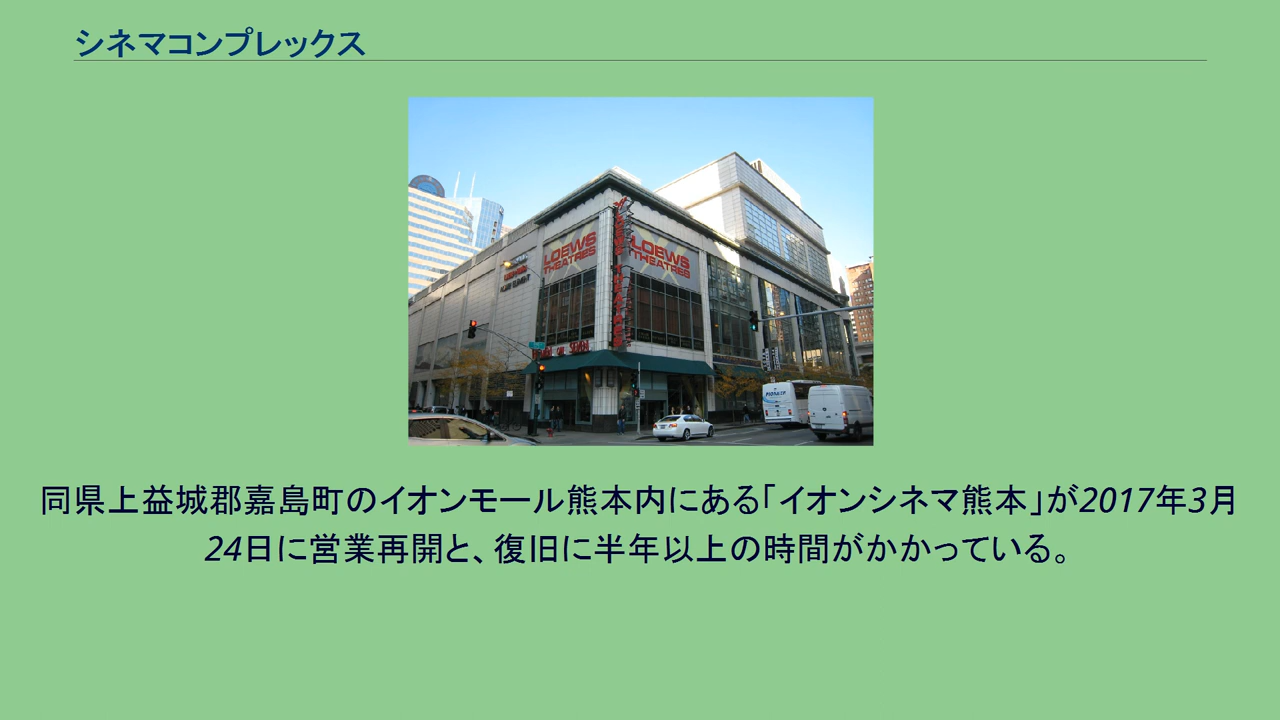 シネマコンプレックス
LOEWS
THEATRES
LOEWS
THEATRES
同県上益城郡嘉島町のイオンモール熊本内にある「イオンシネマ熊本」が2017年3月
24日に営業再開と、復旧に半年以上の時間がかかっている。